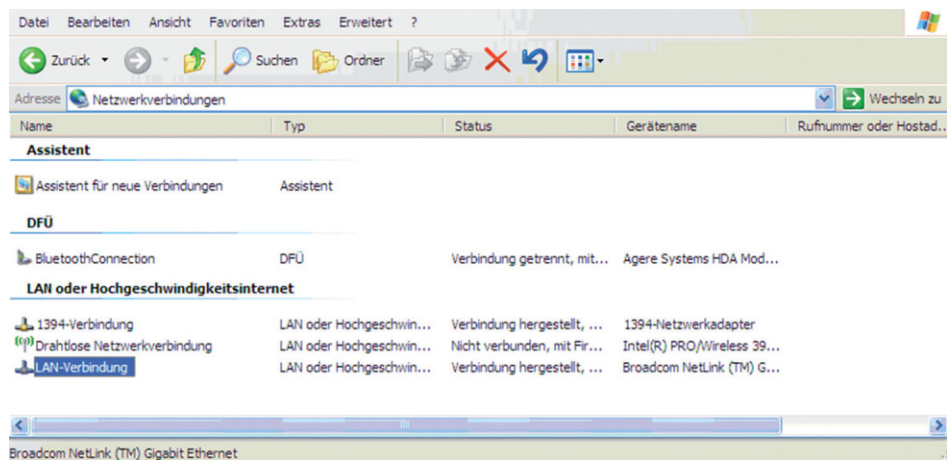 Datei Bearbeiten Ansicht Favoriten Extras Erweitert ?
Zurück Suchen Ordner
Adresse Netzwerkverbindungen Wechseln zu
Name Typ Status Gerätename Rufnummer oder Hostad...
Assistent
Assistent für neue Verbindungen Assistent
DFÜ
BluetoothConnection DFÜ Verbindung getrennt, mit... Agere Systems HDA Mod...
LAN oder Hochgeschwindigkeitsinternet
1394-Verbindung LAN oder Hochgeschwin... Verbindung hergestellt, ... 1394-Netzwerkadapter
Drahtlose Netzwerkverbindung LAN oder Hochgeschwin... Nicht verbunden, mit Fir... Intel(R) PRO/Wireless 39...
LAN-Verbindung LAN oder Hochgeschwin... Verbindung hergestellt, ... Broadcom NetLink (TM) G...
Broadcom NetLink (TM) Gigabit Ethernet